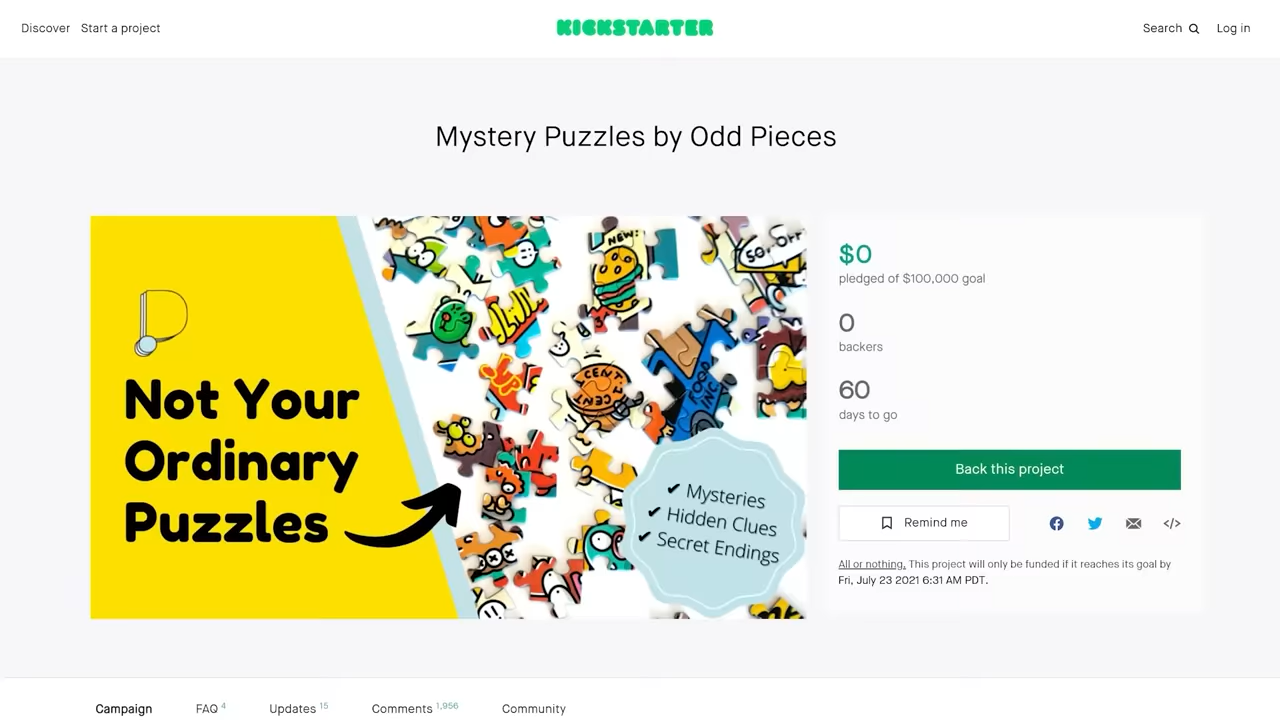 Discover Start a project
KICKSTARTER
Search
Log in
Mystery Puzzles by Odd Pieces
Not Your
Ordinary
Puzzles
NEW:
✔ Mysteries
✔ Hidden Clues
✔ Secret Endings
$0
pledged of $100,000 goal
0
backers
60
days to go
Back this project
Remind me
All or nothing. This project will only be funded if it reaches its goal by
Fri, July 23 2021 6:31 AM PDT.
Campaign FAQ 4 Updates 15 Comments 1,956 Community